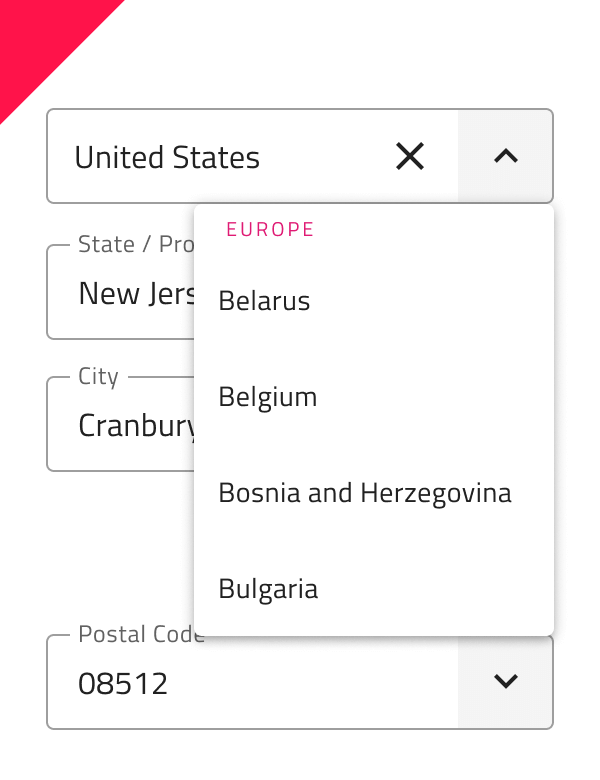 United States
EUROPE
State / Pro
New Jers
Belarus
City
Belgium
Cranbury
Bosnia and Herzegovina
Bulgaria
Postal Code
08512